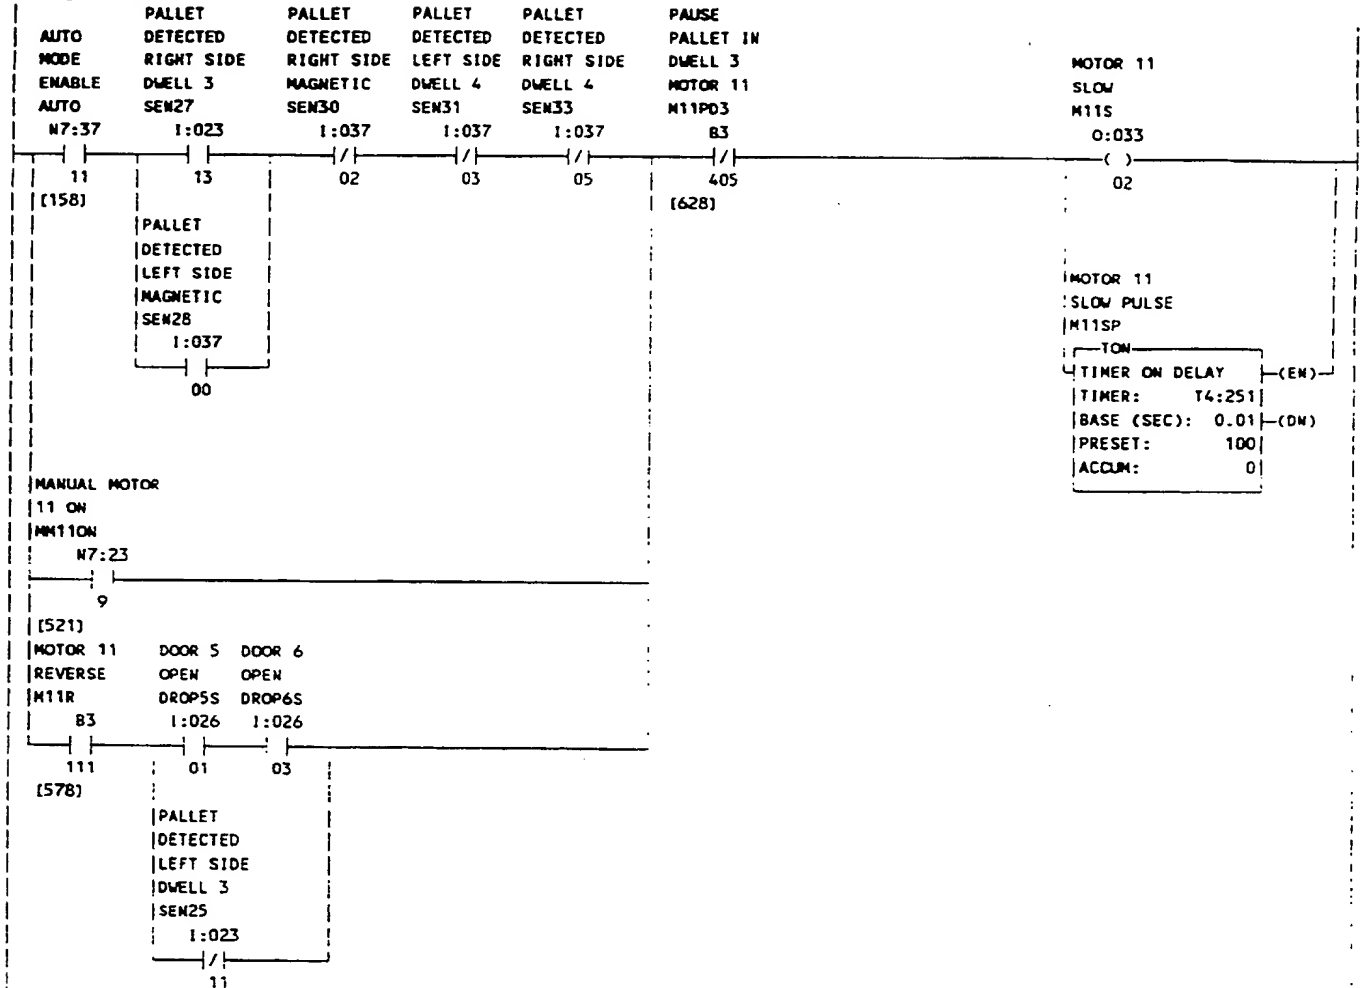 PALLET PALLET PALLET PALLET PAUSE
AUTO DETECTED DETECTED DETECTED DETECTED PALLET IN
MODE RIGHT SIDE RIGHT SIDE LEFT SIDE RIGHT SIDE DWELL 3 MOTOR 11
ENABLE DWELL 3 MAGNETIC DWELL 4 DWELL 4 MOTOR 11 SLOW
AUTO SEN27 SEN30 SEN31 SEN33 M11PD3 M11S
N7:37 I:023 I:037 I:037 I:037 B3 O:033
11 13 02 03 05 405 02
[158] [628]
PALLET
DETECTED
LEFT SIDE MOTOR 11
MAGNETIC SLOW PULSE
SEN28 M11SP
I:037 TON
TIMER ON DELAY (EN)
00 TIMER: T4:251
BASE (SEC): 0.01 (DN)
PRESET: 100
ACCUM: 0
MANUAL MOTOR
11 ON
MM11ON
N7:23
9
[521]
MOTOR 11 DOOR 5 DOOR 6
REVERSE OPEN OPEN
M11R DROP5S DROP6S
B3 I:026 I:026
111 01 03
[578]
PALLET
DETECTED
LEFT SIDE
DWELL 3
SEN25
I:023
11